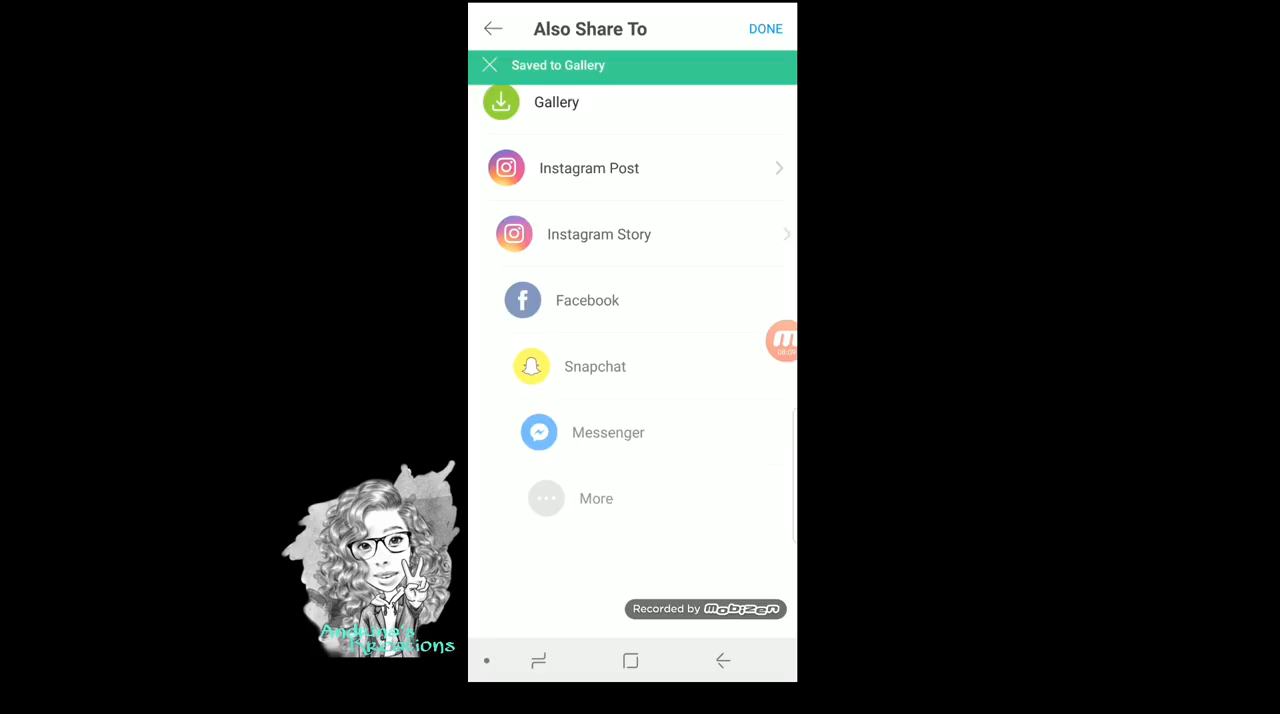 Also Share To
DONE
Saved to Gallery
Gallery
Instagram Post
Instagram Story
Facebook
Snapchat
Messenger
More
Recorded by mobizen
Kreations